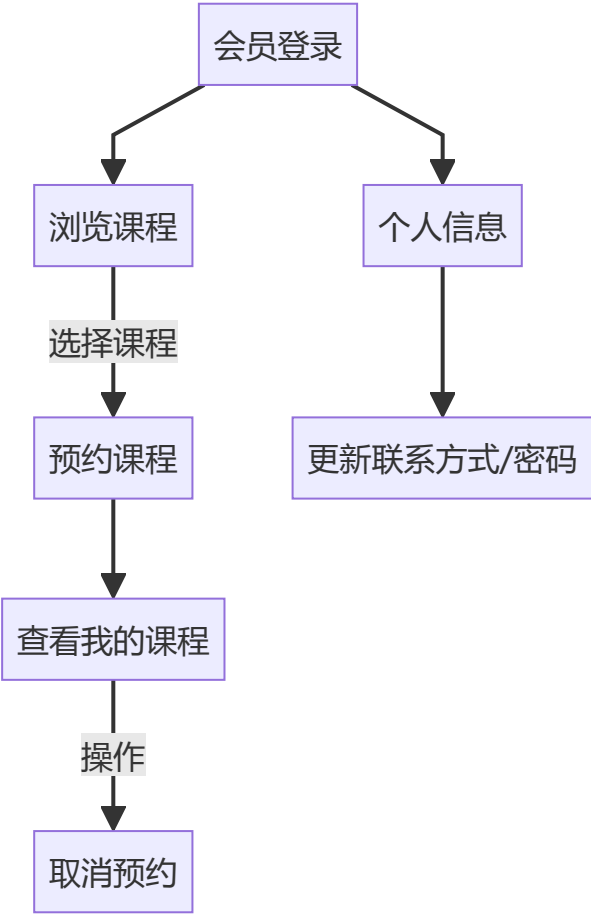 会员登录
浏览课程
个人信息
选择课程
预约课程
更新联系方式/密码
查看我的课程
操作
取消预约